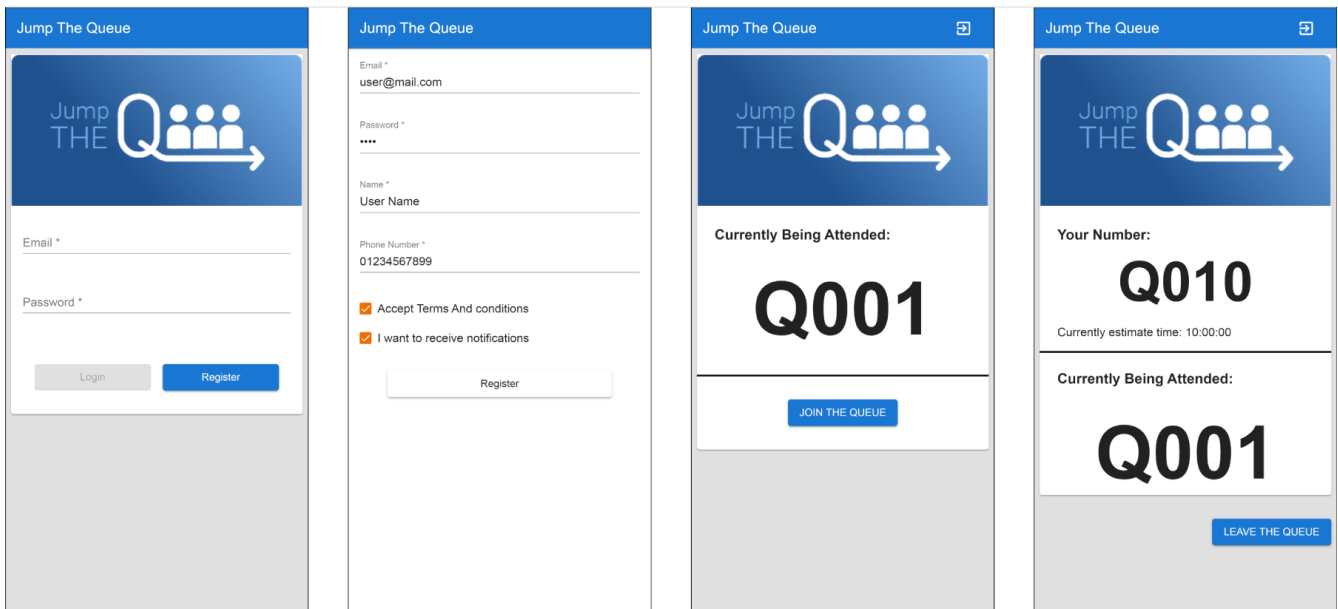 Jump The Queue
Jump
THE Q
Email *
Password *
Login Register
Jump The Queue
Email *
user@mail.com
Password *
••••
Name *
User Name
Phone Number *
01234567899
Accept Terms And conditions
I want to receive notifications
Register
Jump The Queue
Jump
THE Q
Currently Being Attended:
Q001
JOIN THE QUEUE
Jump The Queue
Jump
THE Q
Your Number:
Q010
Currently estimate time: 10:00:00
Currently Being Attended:
Q001
LEAVE THE QUEUE